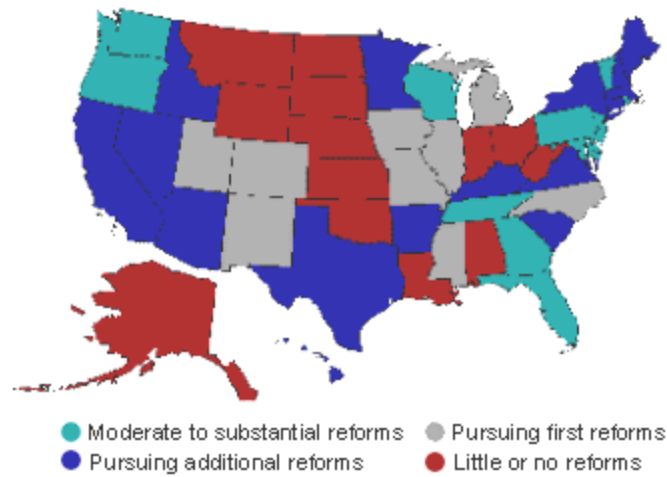 Moderate to substantial reforms
Pursuing first reforms
Pursuing additional reforms
Little or no reforms